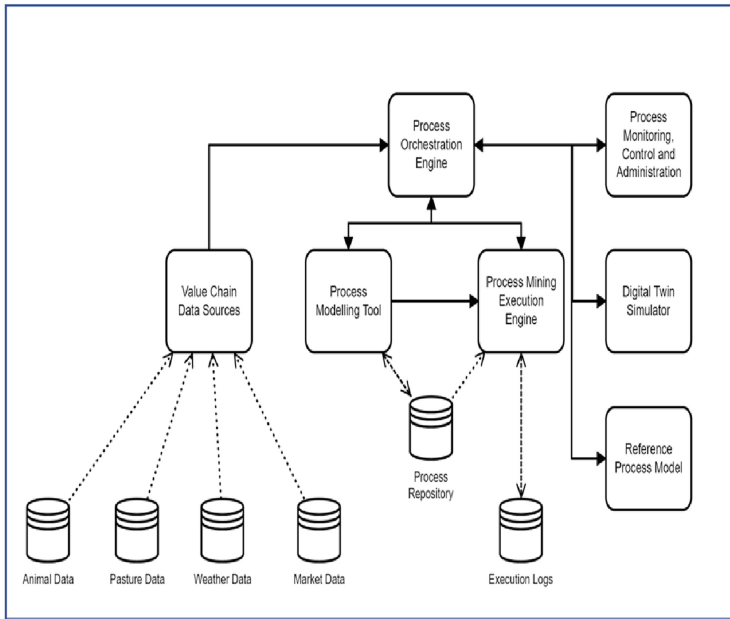 Process
Orchestration
Engine
Process
Monitoring,
Control and
Administration
Value Chain
Data Sources
Process
Modelling Tool
Process Mining
Execution
Engine
Digital Twin
Simulator
Process
Repository
Reference
Process Model
Animal Data
Pasture Data
Weather Data
Market Data
Execution Logs